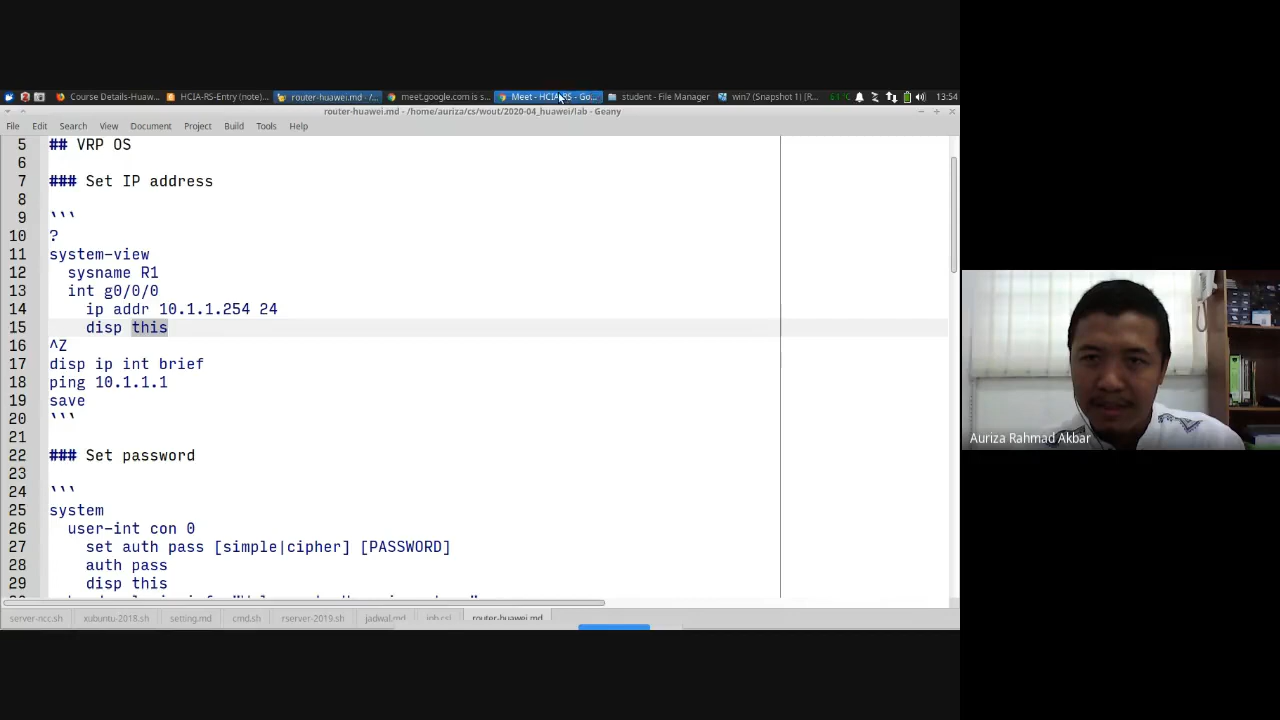 Course Details-Huaw...
HCIA-RS-Entry (note)...
router-huawei.md - /...
meet.google.com is s...
Meet - HCIA-RS - Go...
student - File Manager
win7 (Snapshot 1) [R...
61°C
13:54
router-huawei.md - /home/auriza/cs/wout/2020-04_huawei/lab - Geany
File Edit Search View Document Project Build Tools Help
5 ## VRP OS
6
7 ### Set IP address
8
9 ```
10 ?
11 system-view
12 sysname R1
13 int g0/0/0
14 ip addr 10.1.1.254 24
15 disp this
16 ^Z
17 disp ip int brief
18 ping 10.1.1.1
19 save
20 ```
21
22 ### Set password
23
24 ```
25 system
26 user-int con 0
27 set auth pass [simple|cipher] [PASSWORD]
28 auth pass
29 disp this
server-ncc.sh xubuntu-2018.sh setting.md cmd.sh rserver-2019.sh jadwal.md router-huawei.md
Auriza Rahmad Akbar